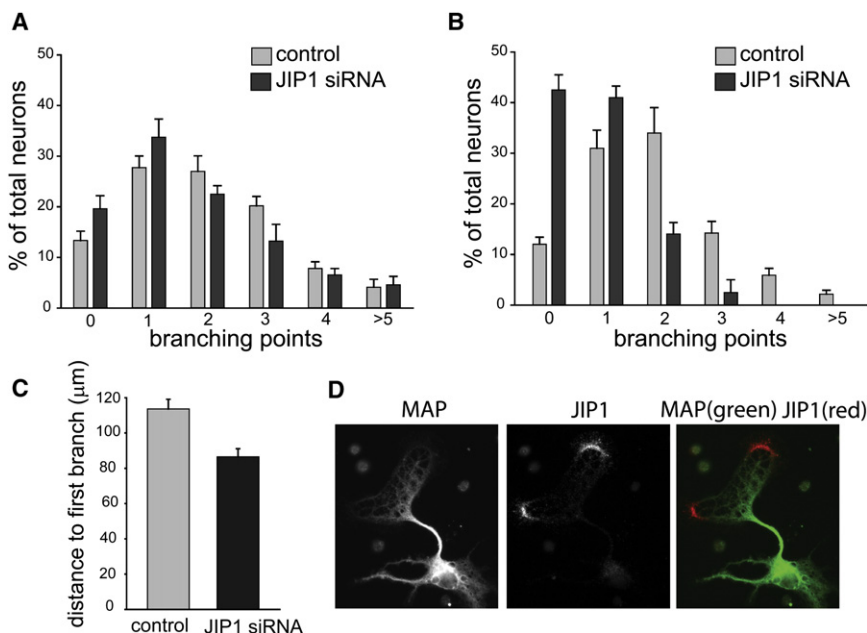 A
50
40
30
20
10
0
% of total neurons
control
JIP1 siRNA
0 1 2 3 4 >5
branching points
B
50
40
30
20
10
0
% of total neurons
control
JIP1 siRNA
0 1 2 3 4 >5
branching points
C
120
100
80
60
40
20
0
distance to first branch (μm)
control JIP1 siRNA
D
MAP JIP1 MAP(green) JIP1(red)